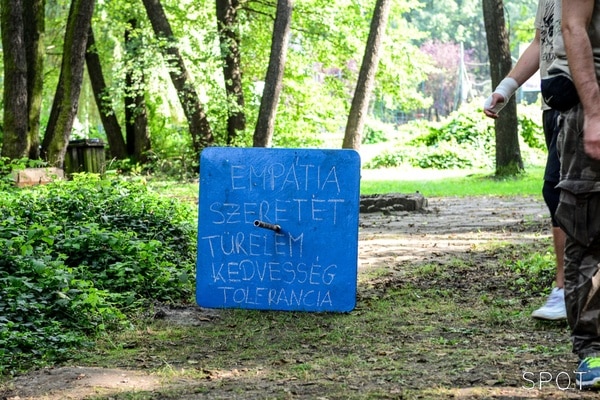 EMPÁTIA
SZERETET
TÜRELEM
KEDVESSÉG
TOLERANCIA
SPOT